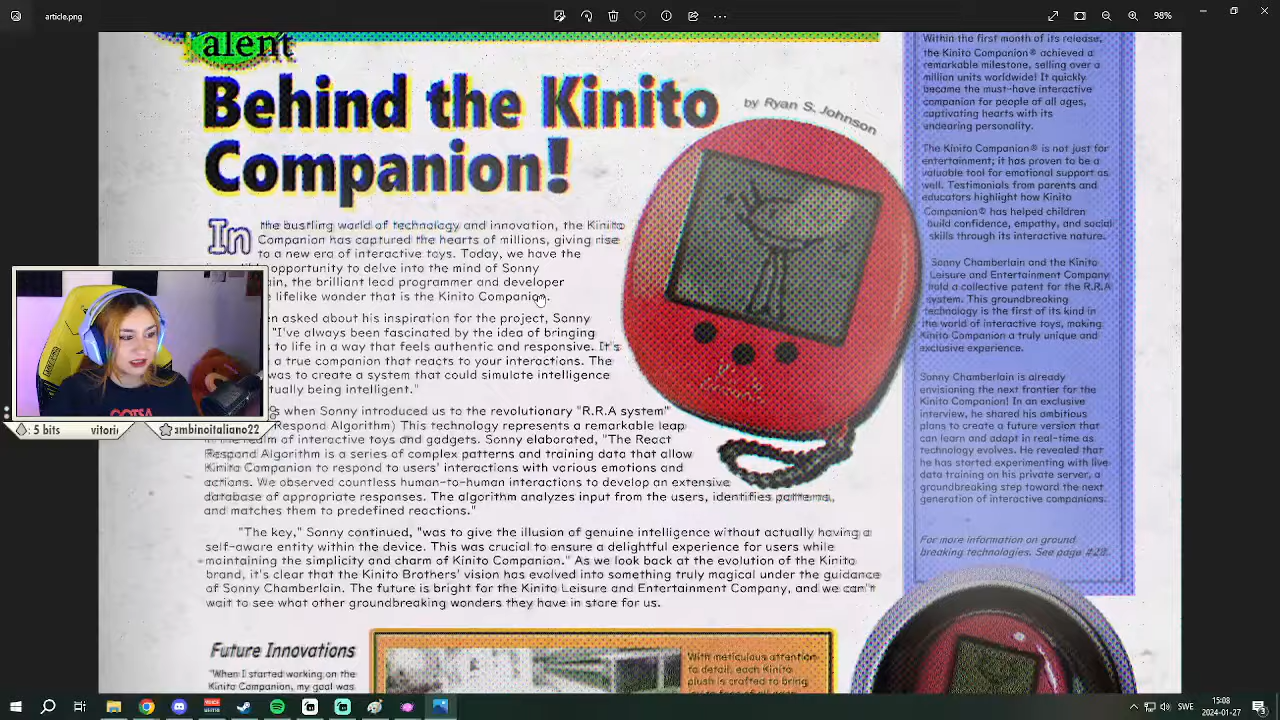 article.png
98%
alent
Behind the Kinito
Companion!
by Ryan S. Johnson
In the bustling world of technology and innovation, the Kinito
Companion has captured the hearts of millions, giving rise
to a new era of interactive toys. Today, we have the
opportunity to delve into the mind of Sonny
the brilliant lead programmer and developer
lifelike wonder that is the Kinito Companion.
asked about his inspiration for the project, Sonny
"I've always been fascinated by the idea of bringing
to life in a way that feels authentic and responsive. It's
a true companion that reacts to your interactions. The
was to create a system that could simulate intelligence
being intelligent."
when Sonny introduced us to the revolutionary "R.R.A system"
Respond Algorithm) This technology represents a remarkable leap
of interactive toys and gadgets. Sonny elaborated, "The React
Respond Algorithm is a series of complex patterns and training data that allow
Kinito Companion to respond to users' interactions with various emotions and
actions. We observed countless human-to-human interactions to develop an extensive
database of appropriate responses. The algorithm analyzes input from the users, identifies patterns,
and matches them to predefined reactions."
"The key," Sonny continued, "was to give the illusion of genuine intelligence without actually having a
self-aware entity within the device. This was crucial to ensure a delightful experience for users while
maintaining the simplicity and charm of Kinito Companion." As we look back at the evolution of the Kinito
brand, it's clear that the Kinito Brothers' vision has evolved into something truly magical under the guidance
of Sonny Chamberlain. The future is bright for the Kinito Leisure and Entertainment Company, and we can't
wait to see what other groundbreaking wonders they have in store for us.
Future Innovations
"When I started working on the
Kinito Companion, my goal was
With meticulous attention
to detail, each Kinito
plush is crafted to bring
Within the first month of its release,
the Kinito Companion® achieved a
remarkable milestone, selling over a
million units worldwide! It quickly
became the must-have interactive
companion for people of all ages,
captivating hearts with its
endearing personality.
The Kinito Companion® is not just for
entertainment; it has proven to be a
valuable tool for emotional support as
well. Testimonials from parents and
educators highlight how Kinito
Companion® has helped children
build confidence, empathy, and social
skills through its interactive nature.
Sonny Chamberlain and the Kinito
Leisure and Entertainment Company
hold a collective patent for the R.R.A
system. This groundbreaking
technology is the first of its kind in
the world of interactive toys, making
Kinito Companion a truly unique and
exclusive experience.
Sonny Chamberlain is already
envisioning the next frontier for the
Kinito Companion! In an exclusive
interview, he shared his ambitious
plans to create a future version that
can learn and adapt in real-time as
technology evolves. He revealed that
he has started experimenting with live
data training on his private server, a
groundbreaking step toward the next
generation of interactive companions.
For more information on ground
breaking technologies. See page #28.
: 5 bits
vitori
ambinoitaliano22
SWE
15:08
2024-01-27